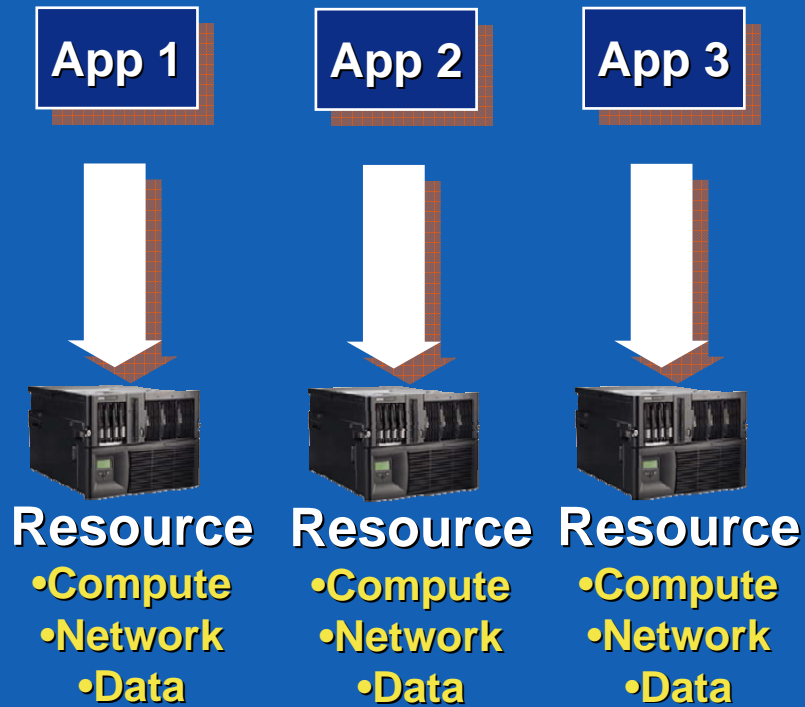 App 1
App 2
App 3
Resource
•Compute
•Network
•Data
Resource
•Compute
•Network
•Data
Resource
•Compute
•Network
•Data